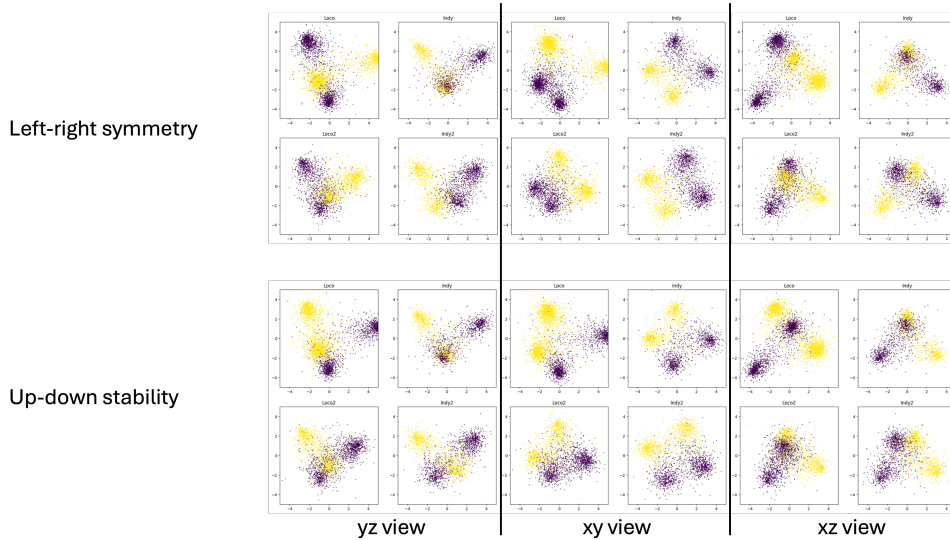 Loco Indy Loco Indy Loco Indy
Left-right symmetry
Loco2 Indy2 Loco2 Indy2 Loco2 Indy2
Loco Indy Loco Indy Loco Indy
Up-down stability
Loco2 Indy2 Loco2 Indy2 Loco2 Indy2
yz view xy view xz view